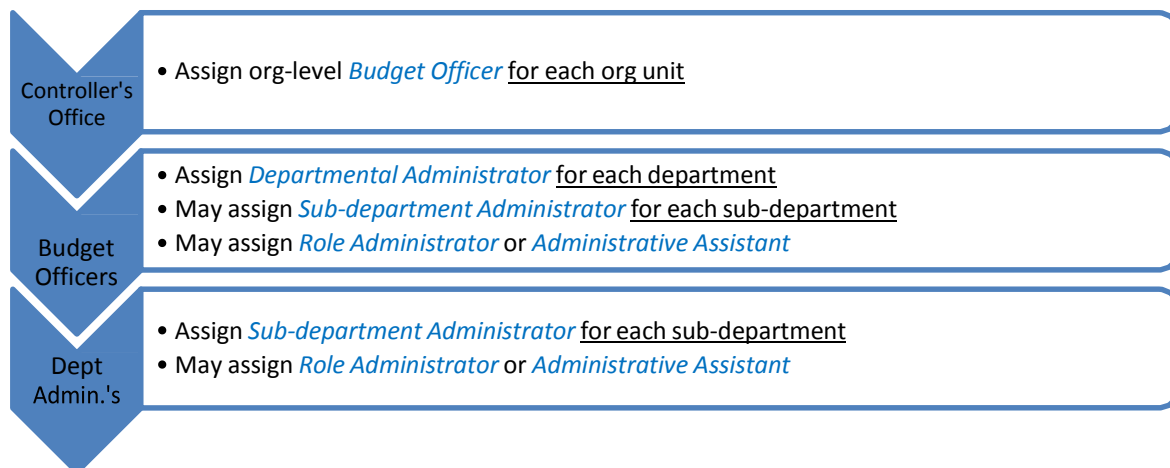 Controller's
Office
• Assign org-level Budget Officer for each org unit
Budget
Officers
• Assign Departmental Administrator for each department
• May assign Sub-department Administrator for each sub-department
• May assign Role Administrator or Administrative Assistant
Dept
Admin.'s
• Assign Sub-department Administrator for each sub-department
• May assign Role Administrator or Administrative Assistant